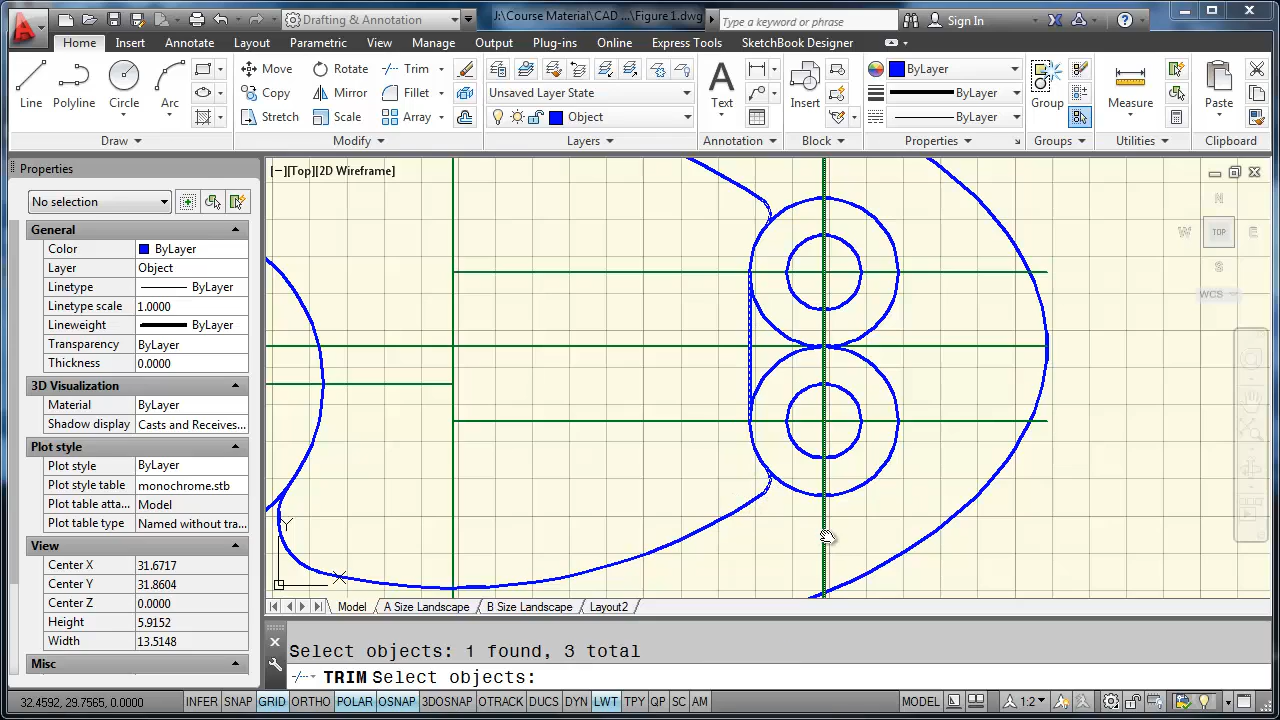 Drafting & Annotation
J:\Course Material\CAD ...\Figure 1.dwg
Type a keyword or phrase
Sign In
Home Insert Annotate Layout Parametric View Manage Output Plug-ins Online Express Tools SketchBook Designer
Line Polyline Circle Arc
Move Rotate Trim
Copy Mirror Fillet
Stretch Scale Array
Unsaved Layer State
Object
Text
Insert
ByLayer
ByLayer
ByLayer
Group
Measure
Paste
Draw Modify Layers Annotation Block Properties Groups Utilities Clipboard
Properties
No selection
General
Color ByLayer
Layer Object
Linetype ByLayer
Linetype scale 1.0000
Lineweight ByLayer
Transparency ByLayer
Thickness 0.0000
3D Visualization
Material ByLayer
Shadow display Casts and Receives...
Plot style
Plot style ByLayer
Plot style table monochrome.stb
Plot table atta... Model
Plot table type Named without tra...
View
Center X 31.6717
Center Y 31.8604
Center Z 0.0000
Height 5.9152
Width 13.5148
Misc
[−][Top][2D Wireframe]
N
W TOP E
S
WCS
Y
X
Model A Size Landscape B Size Landscape Layout2
Select objects: 1 found, 3 total
TRIM Select objects:
32.4592, 29.7565, 0.0000 INFER SNAP GRID ORTHO POLAR OSNAP 3DOSNAP OTRACK DUCS DYN LWT TPY QP SC AM MODEL 1:2